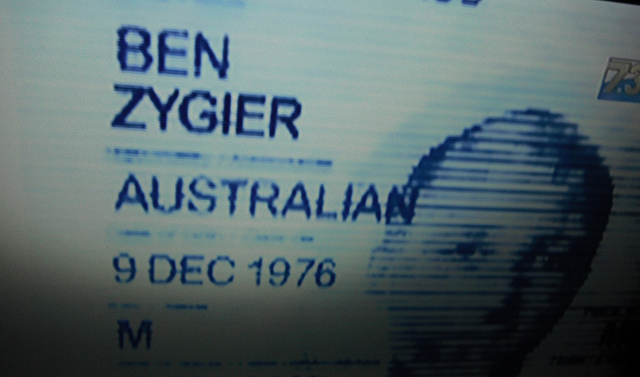 BEN
ZYGIER
AUSTRALIAN
9 DEC 1976
M